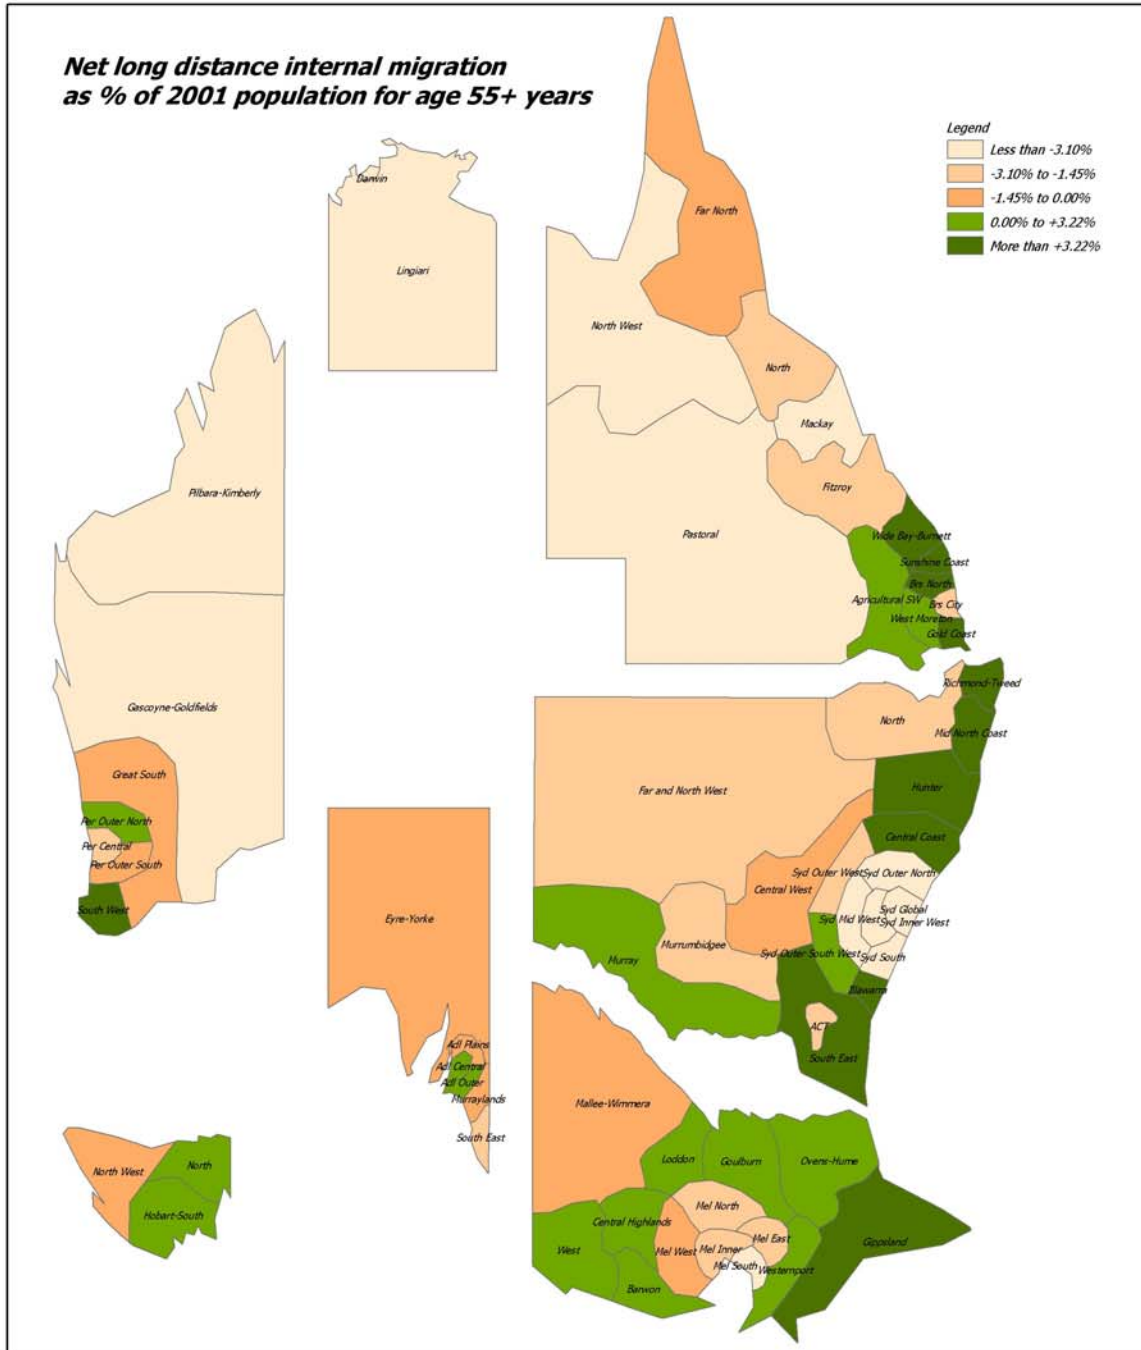 Net long distance internal migration
as % of 2001 population for age 55+ years
Legend
Less than -3.10%
-3.10% to -1.45%
-1.45% to 0.00%
0.00% to +3.22%
More than +3.22%
Darwin
Lingiari
Far North
North West
North
Mackay
Fitzroy
Pilbara-Kimberly
Pastoral
Wide Bay-Burnett
Sunshine Coast
Brs North
Agricultural SW
Brs City
West Moreton
Gold Coast
Richmond-Tweed
Gascoyne-Goldfields
North
Mid North Coast
Great South
Far and North West
Hunter
Per Outer North
Central Coast
Per Central
Per Outer South
Syd Outer West
Syd Outer North
Central West
South West
Syd Global
Eyre-Yorke
Syd Mid West
Syd Inner West
Murrumbidgee
Syd Outer South West
Syd South
Murray
Illawarra
ACT
Adl Plains
South East
Adl Central
Adl Outer
Murraylands
Mallee-Wimmera
South East
North West
North
Loddon
Goulburn
Ovens-Hume
Mel North
Hobart-South
Central Highlands
Mel East
Gippsland
West
Mel West
Mel Inner
Mel South
Westernport
Barwon